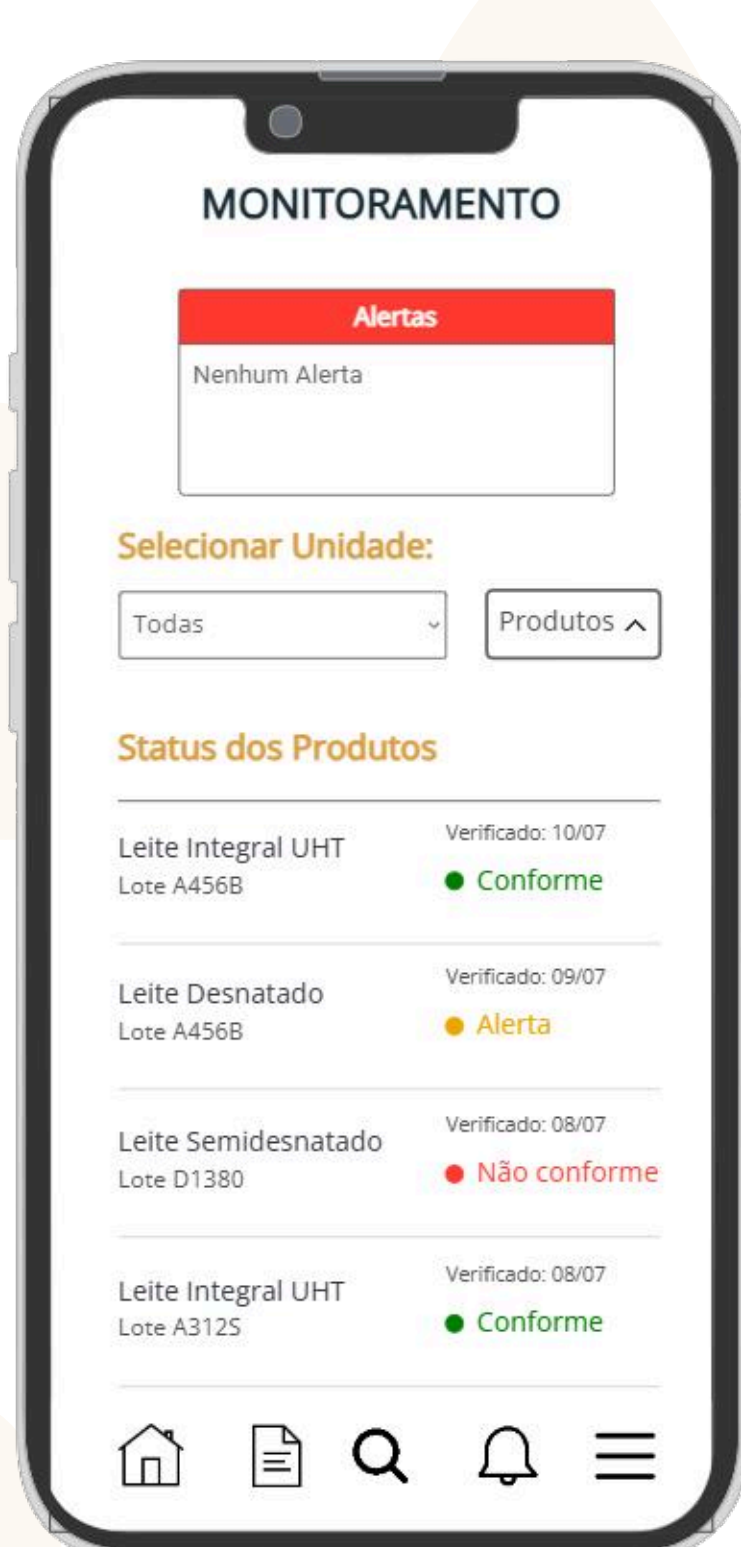 MONITORAMENTO
Alertas
Nenhum Alerta
Selecionar Unidade:
Todas
Produtos
Status dos Produtos
Leite Integral UHT
Lote A456B
Verificado: 10/07
Conforme
Leite Desnatado
Lote A456B
Verificado: 09/07
Alerta
Leite Semidesnatado
Lote D1380
Verificado: 08/07
Não conforme
Leite Integral UHT
Lote A312S
Verificado: 08/07
Conforme